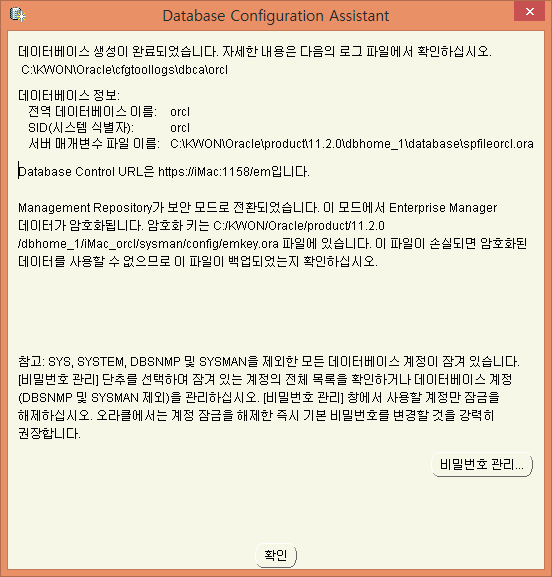 Database Configuration Assistant
데이터베이스 생성이 완료되었습니다. 자세한 내용은 다음의 로그 파일에서 확인하십시오.
C:\KWON\Oracle\cfgtoollogs\dbca\orcl
데이터베이스 정보:
전역 데이터베이스 이름: orcl
SID(시스템 식별자): orcl
서버 매개변수 파일 이름: C:\KWON\Oracle\product\11.2.0\dbhome_1\database\spfileorcl.ora
Database Control URL은 https://iMac:1158/em입니다.
Management Repository가 보안 모드로 전환되었습니다. 이 모드에서 Enterprise Manager
데이터가 암호화됩니다. 암호화 키는 C:/KWON/Oracle/product/11.2.0
/dbhome_1/iMac_orcl/sysman/config/emkey.ora 파일에 있습니다. 이 파일이 손실되면 암호화된
데이터를 사용할 수 없으므로 이 파일이 백업되었는지 확인하십시오.
참고: SYS, SYSTEM, DBSNMP 및 SYSMAN을 제외한 모든 데이터베이스 계정이 잠겨 있습니다.
[비밀번호 관리] 단추를 선택하여 잠겨 있는 계정의 전체 목록을 확인하거나 데이터베이스 계정
(DBSNMP 및 SYSMAN 제외)을 관리하십시오. [비밀번호 관리] 창에서 사용할 계정만 잠금을
해제하십시오. 오라클에서는 계정 잠금을 해제한 즉시 기본 비밀번호를 변경할 것을 강력히
권장합니다.
비밀번호 관리...
확인